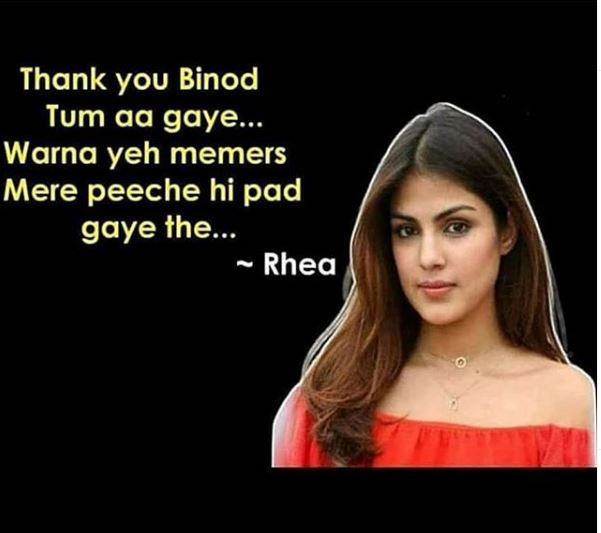 Thank you Binod
Tum aa gaye...
Warna yeh memers
Mere peeche hi pad
gaye the...
~ Rhea